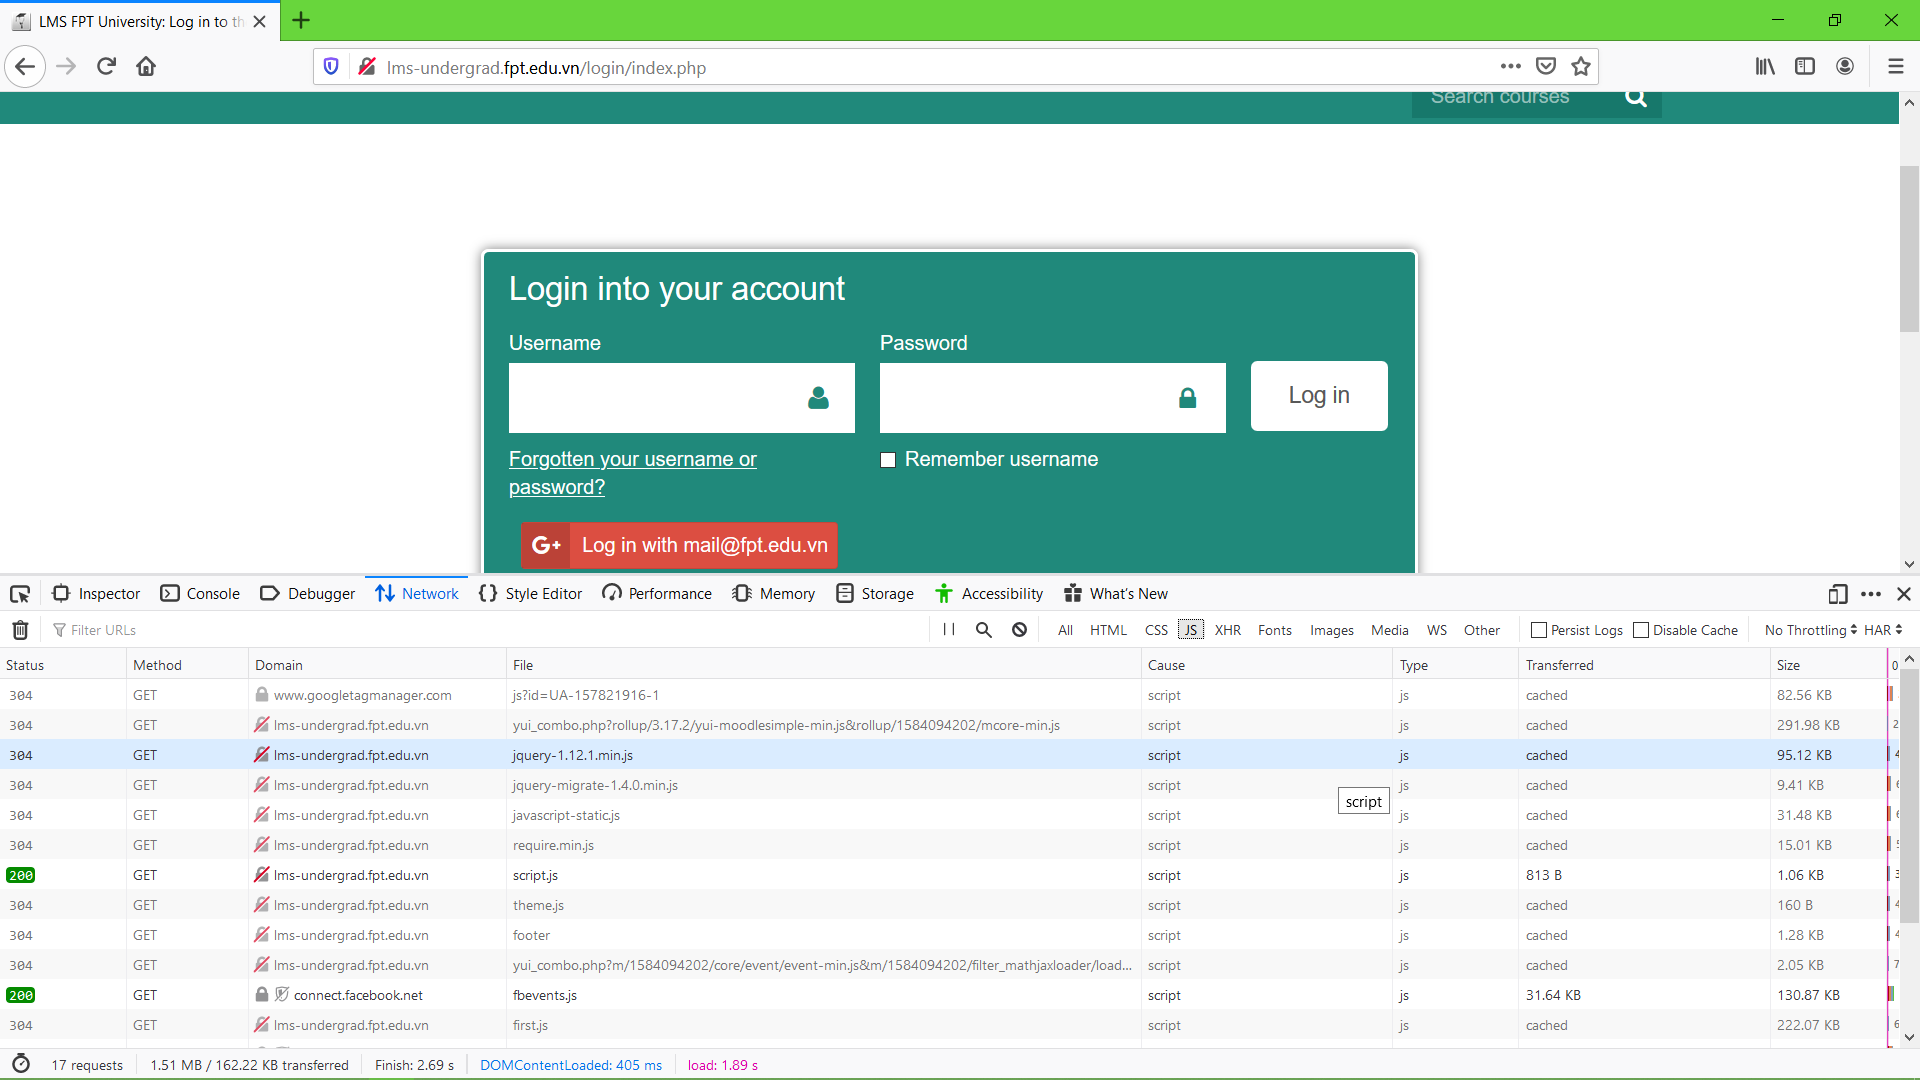 LMS FPT University: Log in to th
lms-undergrad.fpt.edu.vn/login/index.php
Search courses
Login into your account
Username
Password
Log in
Forgotten your username or
password?
Remember username
G+ Log in with mail@fpt.edu.vn
Inspector Console Debugger Network Style Editor Performance Memory Storage Accessibility What's New
Filter URLs
All HTML CSS JS XHR Fonts Images Media WS Other Persist Logs Disable Cache No Throttling HAR
Status Method Domain File Cause Type Transferred Size 0
304 GET www.googletagmanager.com js?id=UA-157821916-1 script js cached 82.56 KB
304 GET lms-undergrad.fpt.edu.vn yui_combo.php?rollup/3.17.2/yui-moodlesimple-min.js&rollup/1584094202/mcore-min.js script js cached 291.98 KB 2
304 GET lms-undergrad.fpt.edu.vn jquery-1.12.1.min.js script js cached 95.12 KB 4
304 GET lms-undergrad.fpt.edu.vn jquery-migrate-1.4.0.min.js script js cached 9.41 KB 6
script
304 GET lms-undergrad.fpt.edu.vn javascript-static.js script js cached 31.48 KB 6
304 GET lms-undergrad.fpt.edu.vn require.min.js script js cached 15.01 KB 5
200 GET lms-undergrad.fpt.edu.vn script.js script js 813 B 1.06 KB 3
304 GET lms-undergrad.fpt.edu.vn theme.js script js cached 160 B 4
304 GET lms-undergrad.fpt.edu.vn footer script js cached 1.28 KB 4
304 GET lms-undergrad.fpt.edu.vn yui_combo.php?m/1584094202/core/event/event-min.js&m/1584094202/filter_mathjaxloader/load... script js cached 2.05 KB 7
200 GET connect.facebook.net fbevents.js script js 31.64 KB 130.87 KB
304 GET lms-undergrad.fpt.edu.vn first.js script js cached 222.07 KB 6
17 requests 1.51 MB / 162.22 KB transferred Finish: 2.69 s DOMContentLoaded: 405 ms load: 1.89 s